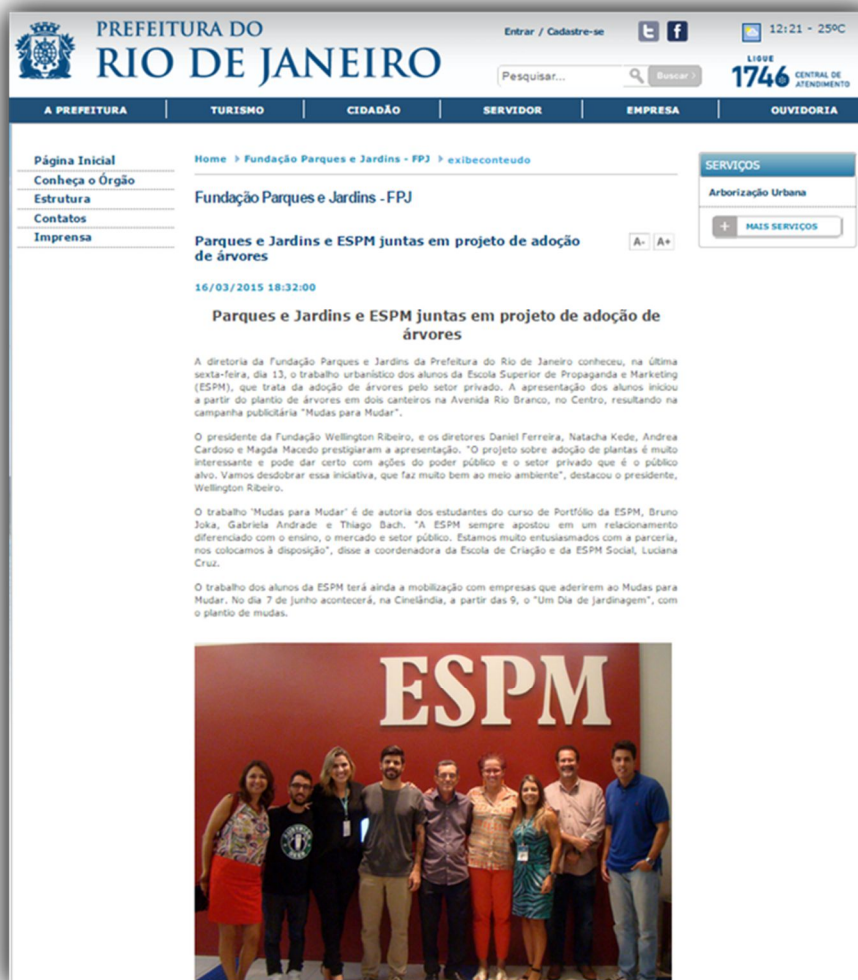 PREFEITURA DO
RIO DE JANEIRO
Entrar / Cadastre-se
12:21 - 25ºC
Pesquisar...
Buscar
LIGUE
1746 CENTRAL DE ATENDIMENTO
A PREFEITURA TURISMO CIDADÃO SERVIDOR EMPRESA OUVIDORIA
Página Inicial
Conheça o Órgão
Estrutura
Contatos
Imprensa
Home Fundação Parques e Jardins - FPJ exibeconteudo
Fundação Parques e Jardins - FPJ
Parques e Jardins e ESPM juntas em projeto de adoção
de árvores
A- A+
16/03/2015 18:32:00
Parques e Jardins e ESPM juntas em projeto de adoção de
árvores
A diretoria da Fundação Parques e Jardins da Prefeitura do Rio de Janeiro conheceu, na última
sexta-feira, dia 13, o trabalho urbanístico dos alunos da Escola Superior de Propaganda e Marketing
(ESPM), que trata da adoção de árvores pelo setor privado. A apresentação dos alunos iniciou
a partir do plantio de árvores em dois canteiros na Avenida Rio Branco, no Centro, resultando na
campanha publicitária "Mudas para Mudar".
O presidente da Fundação Wellington Ribeiro, e os diretores Daniel Ferreira, Natacha Kede, Andrea
Cardoso e Magda Macedo prestigiaram a apresentação. "O projeto sobre adoção de plantas é muito
interessante e pode dar certo com ações do poder público e o setor privado que é o público
alvo. Vamos desdobrar essa iniciativa, que faz muito bem ao meio ambiente", destacou o presidente,
Wellington Ribeiro.
O trabalho 'Mudas para Mudar' é de autoria dos estudantes do curso de Portfólio da ESPM, Bruno
Joka, Gabriela Andrade e Thiago Bach. "A ESPM sempre apostou em um relacionamento
diferenciado com o ensino, o mercado e setor público. Estamos muito entusiasmados com a parceria,
nos colocamos à disposição", disse a coordenadora da Escola de Criação e da ESPM Social, Luciana
Cruz.
O trabalho dos alunos da ESPM terá ainda a mobilização com empresas que aderirem ao Mudas para
Mudar. No dia 7 de junho acontecerá, na Cinelândia, a partir das 9, o "Um Dia de jardinagem", com
o plantio de mudas.
SERVIÇOS
Arborização Urbana
+ MAIS SERVIÇOS
ESPM